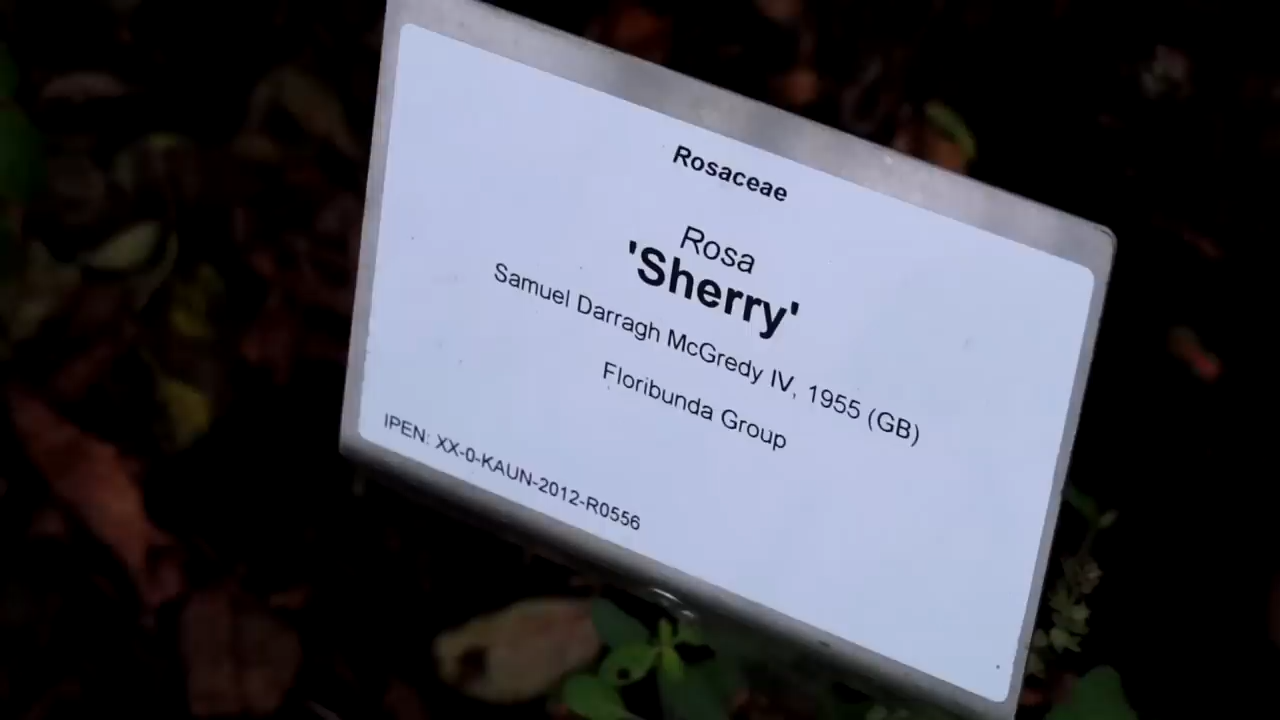 Rosaceae
Rosa
'Sherry'
Samuel Darragh McGredy IV, 1955 (GB)
Floribunda Group
IPEN: XX-0-KAUN-2012-R0556